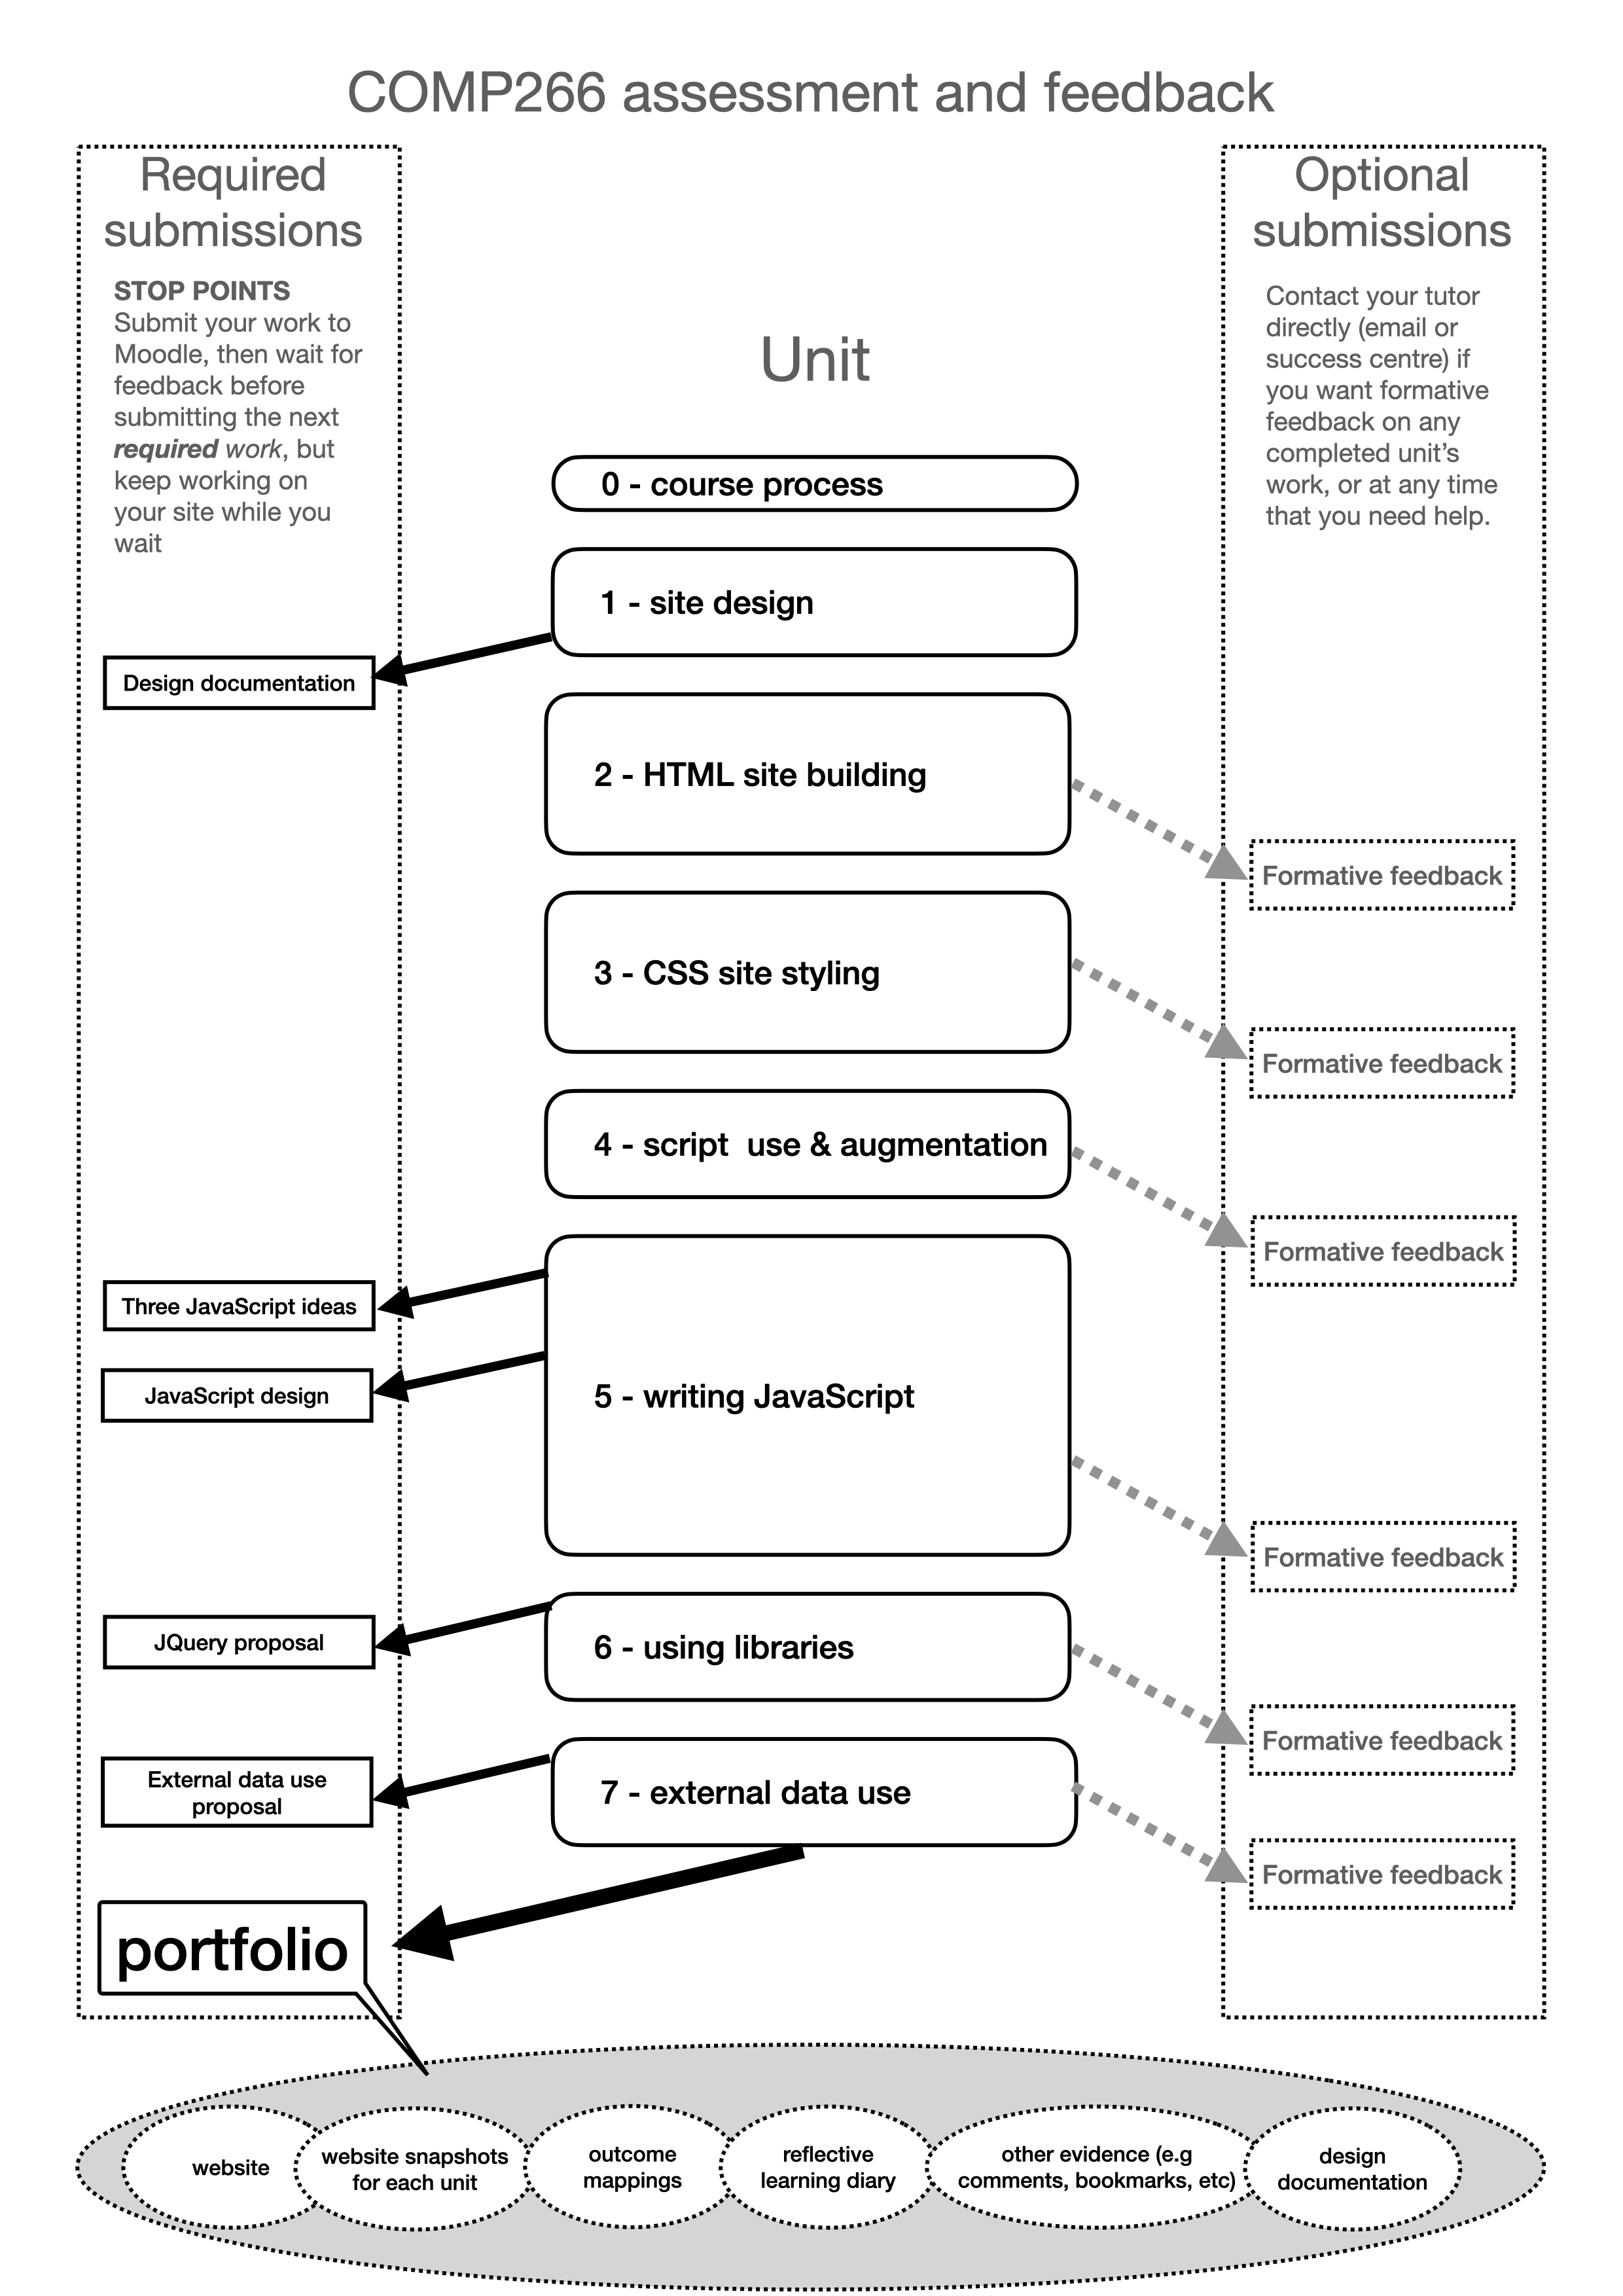 COMP266 assessment and feedback
Required
submissions
STOP POINTS
Submit your work to
Moodle, then wait for
feedback before
submitting the next
required work, but
keep working on
your site while you
wait
Optional
submissions
Contact your tutor
directly (email or
success centre) if
you want formative
feedback on any
completed unit's
work, or at any time
that you need help.
Unit
0 - course process
1 - site design
Design documentation
2 - HTML site building
Formative feedback
3 - CSS site styling
Formative feedback
4 - script  use & augmentation
Formative feedback
Three JavaScript ideas
JavaScript design
5 - writing JavaScript
Formative feedback
JQuery proposal
6 - using libraries
Formative feedback
External data use
proposal
7 - external data use
Formative feedback
portfolio
website
website snapshots
for each unit
outcome
mappings
reflective
learning diary
other evidence (e.g
comments, bookmarks, etc)
design
documentation